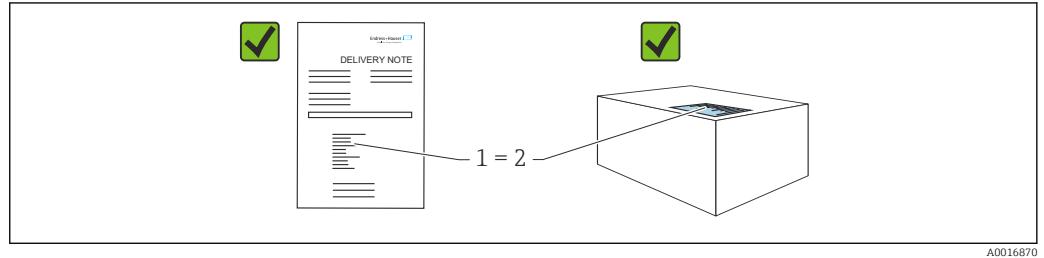 Endress+Hauser
DELIVERY NOTE
1 = 2
A0016870